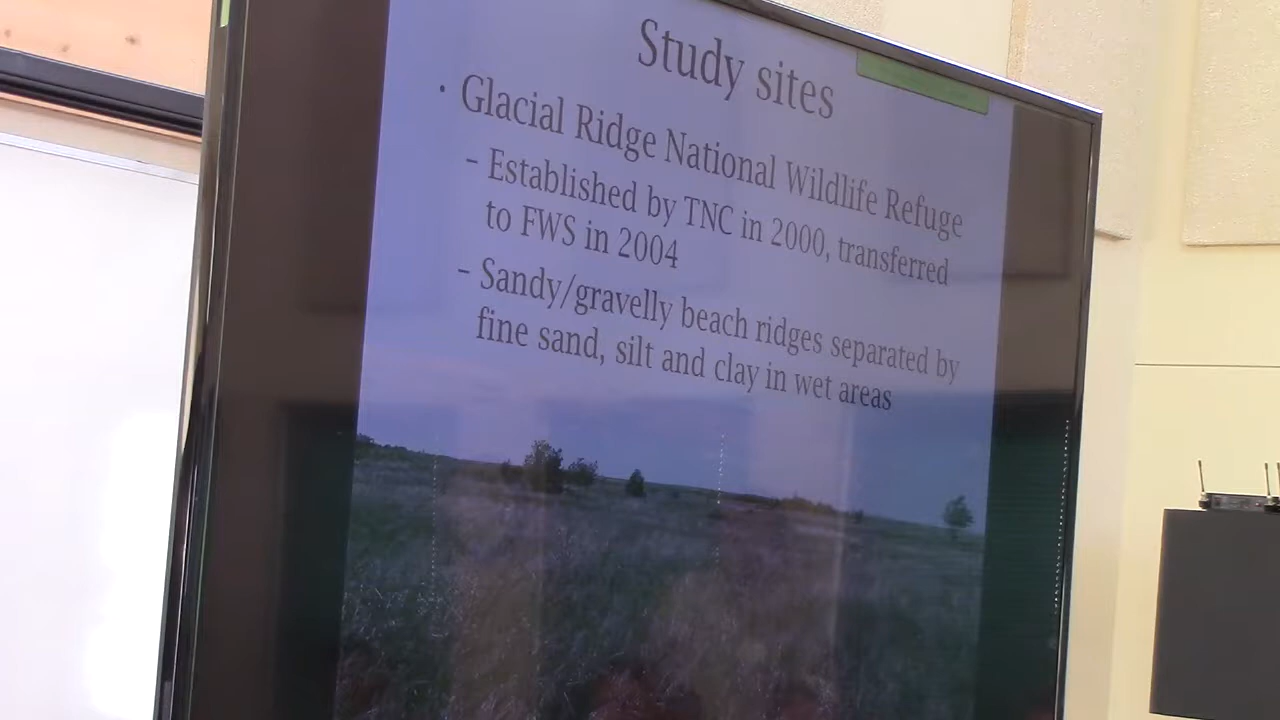 Study sites
• Glacial Ridge National Wildlife Refuge
– Established by TNC in 2000, transferred
to FWS in 2004
– Sandy/gravelly beach ridges separated by
fine sand, silt and clay in wet areas